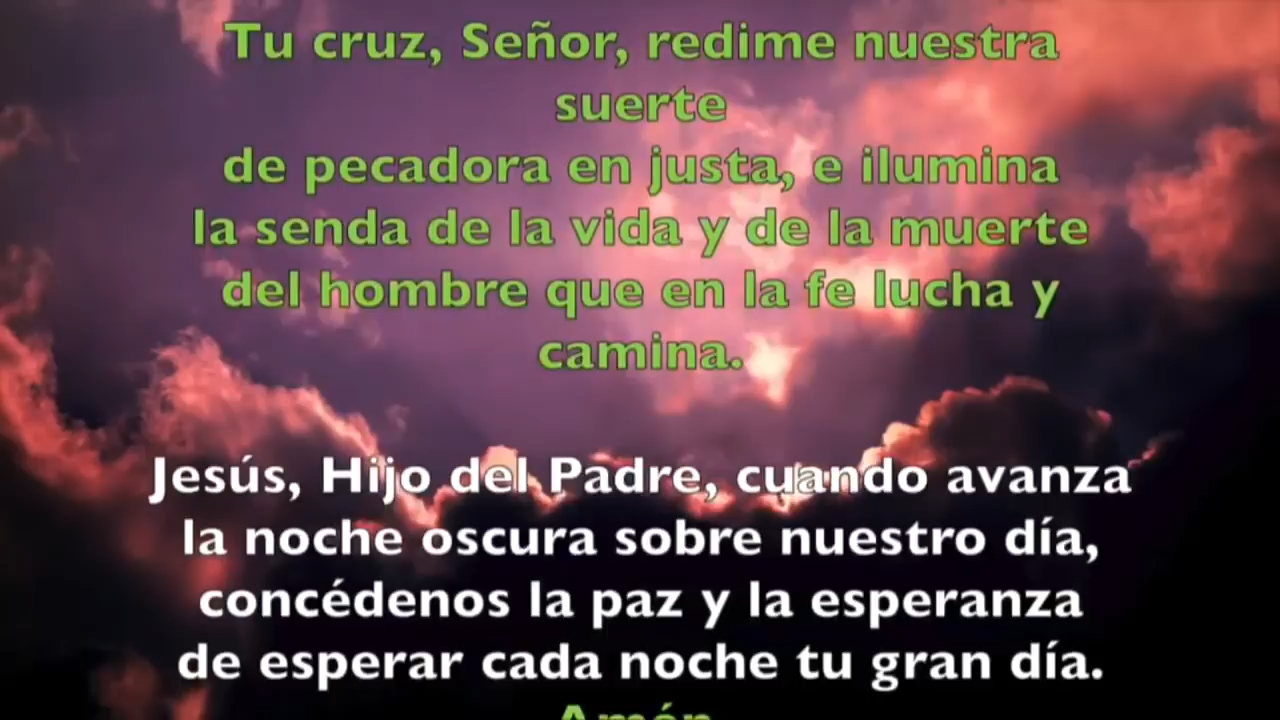 Tu cruz, Señor, redime nuestra
suerte
de pecadora en justa, e ilumina
la senda de la vida y de la muerte
del hombre que en la fe lucha y
camina.
Jesús, Hijo del Padre, cuando avanza
la noche oscura sobre nuestro día,
concédenos la paz y la esperanza
de esperar cada noche tu gran día.
Amén